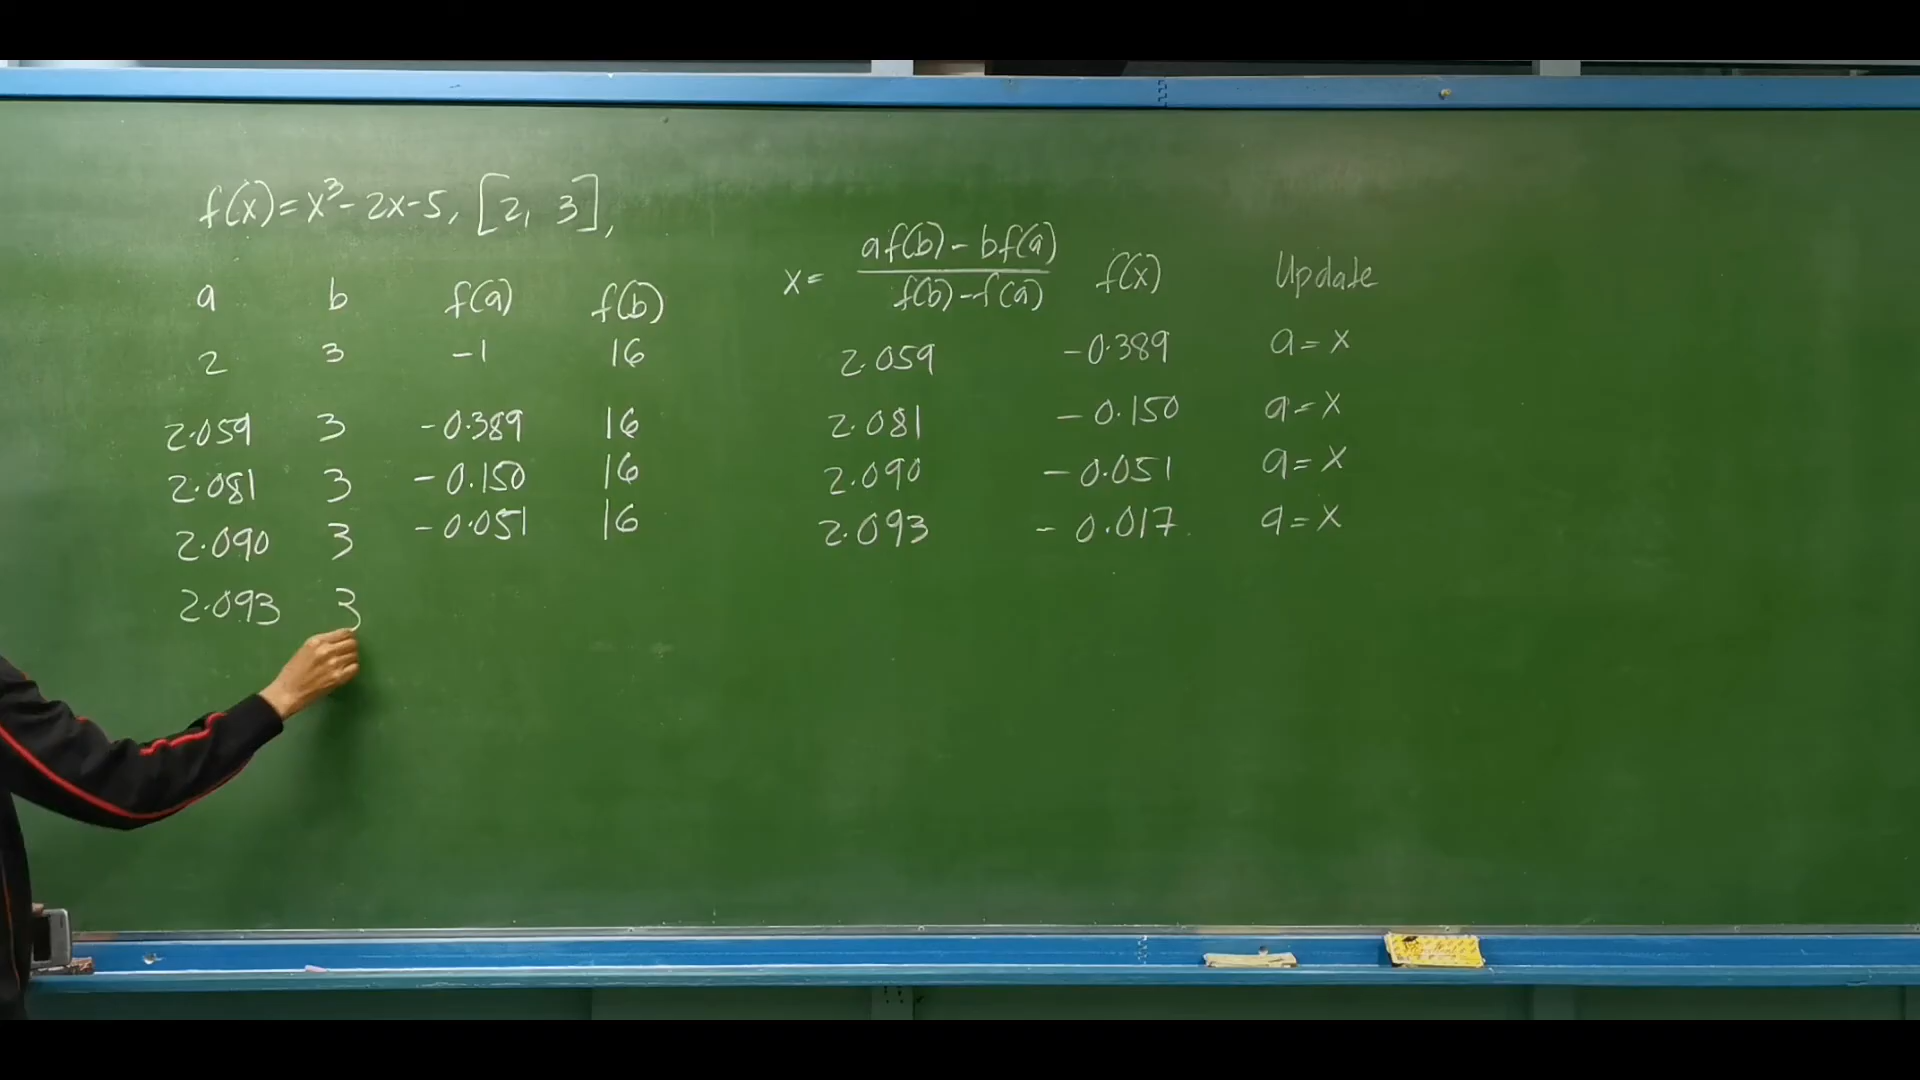 f(x)=x³-2x-5, [2, 3],
a b f(a) f(b) x= af(b)-bf(a) / f(b)-f(a) f(x) Update
2 3 -1 16 2.059 -0.389 a=x
2.059 3 -0.389 16 2.081 -0.150 a=x
2.081 3 -0.150 16 2.090 -0.051 a=x
2.090 3 -0.051 16 2.093 -0.017 a=x
2.093 3